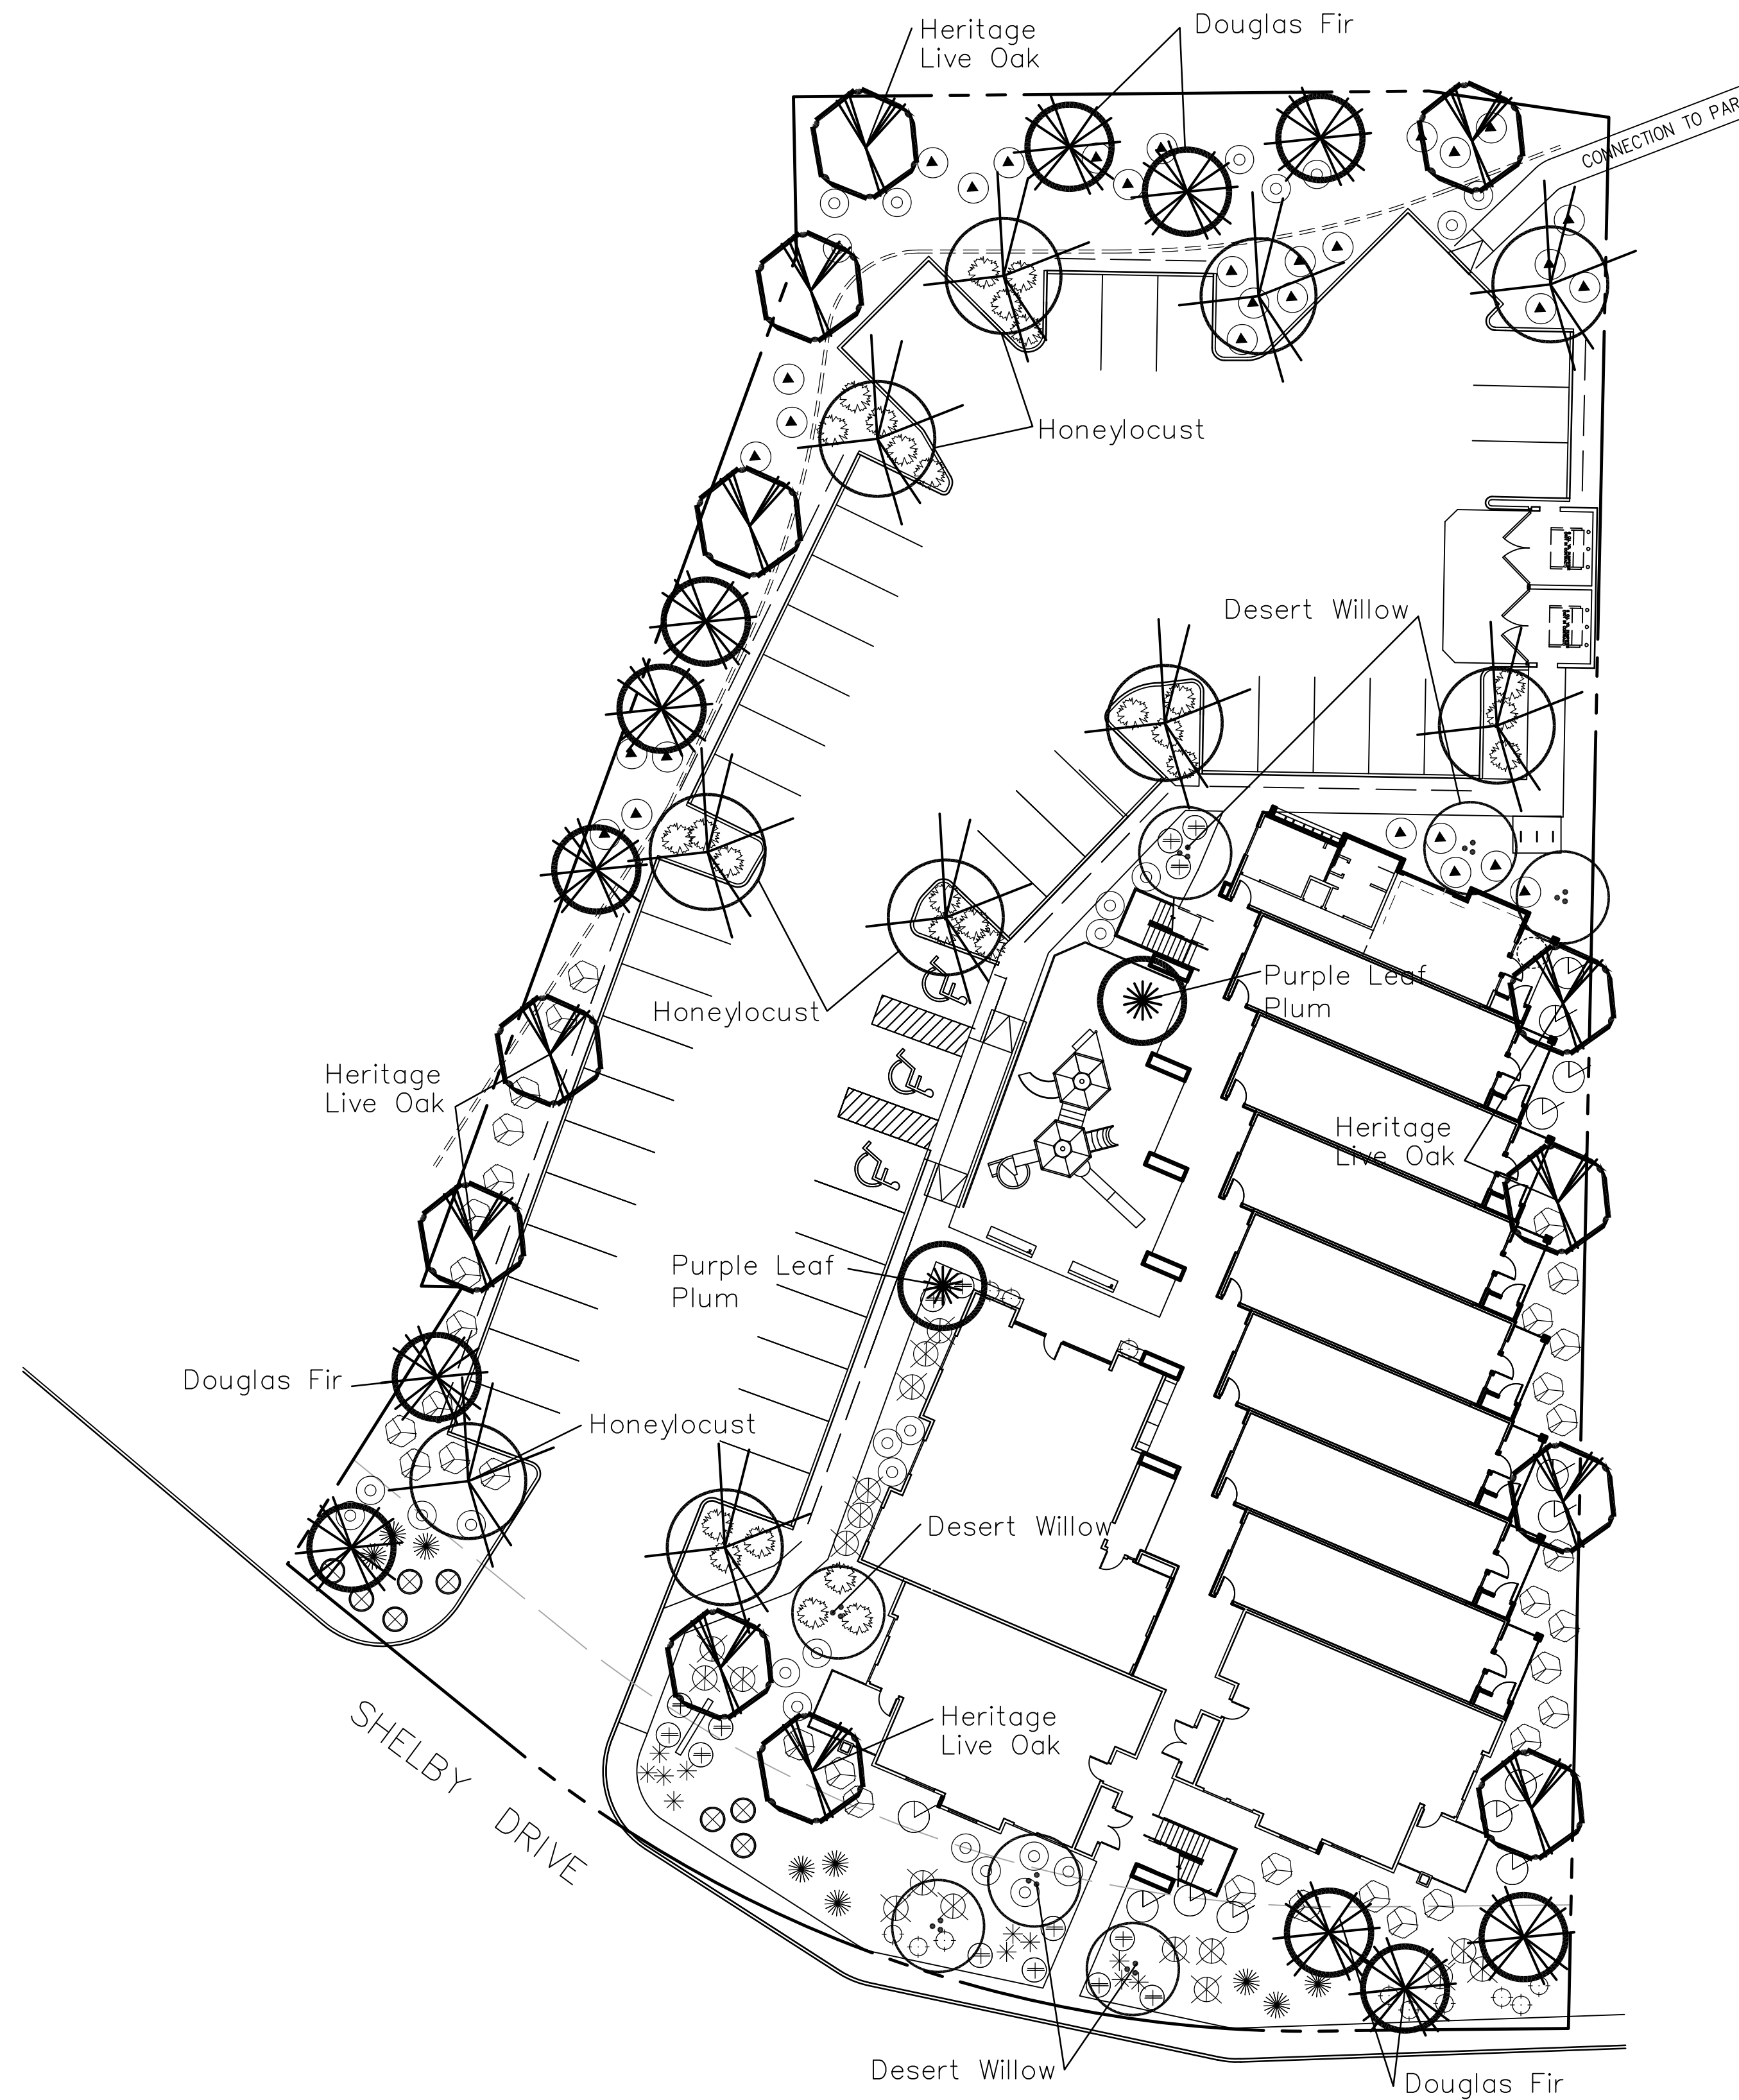 Heritage
Live Oak
Douglas Fir
CONNECTION TO PAR
Honeylocust
Desert Willow
Purple Leaf
Plum
Honeylocust
Heritage
Live Oak
Heritage
Live Oak
Purple Leaf
Plum
Douglas Fir
Honeylocust
Desert Willow
Heritage
Live Oak
SHELBY DRIVE
Desert Willow
Douglas Fir